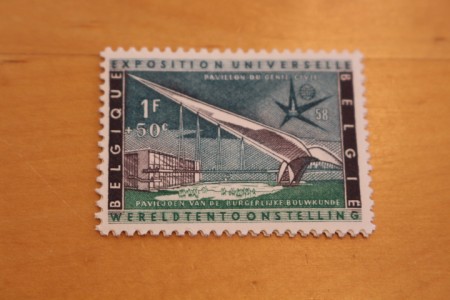 EXPOSITION UNIVERSELLE
PAVILLON DU GENIE CIVIL
BELGIQUE
1F
+50c
58
BELGIE
PAVILJOEN VAN DE BURGERLIJKE BOUWKUNDE
WERELDTENTOONSTELLING